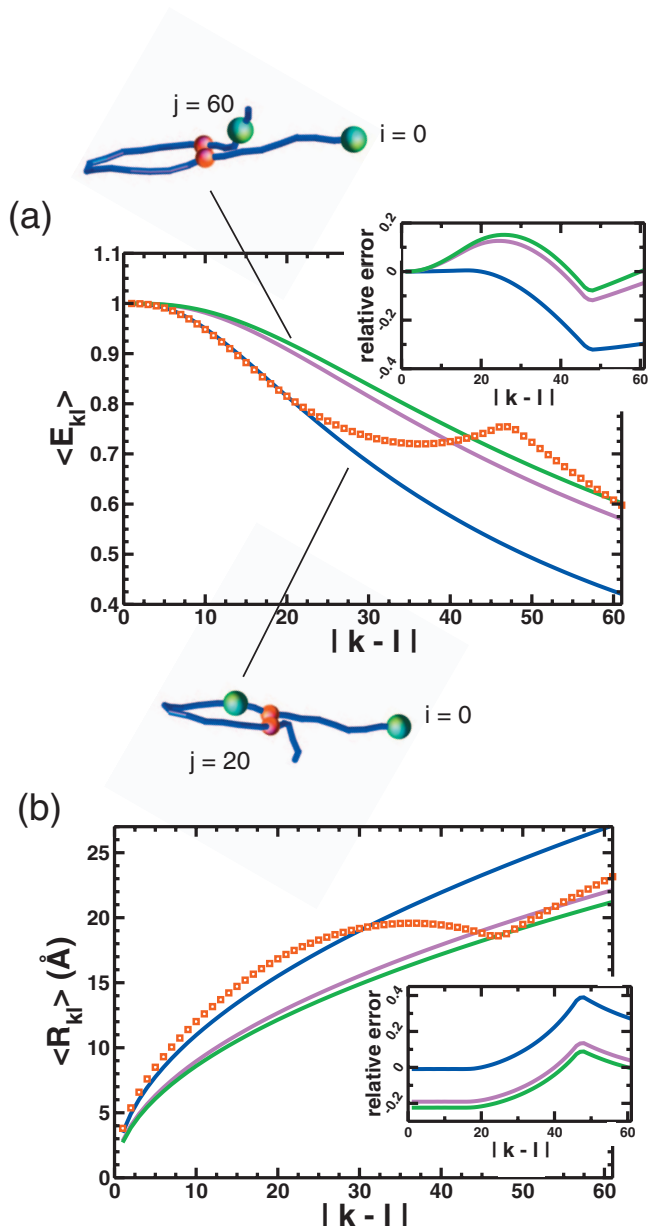 j = 60
i = 0
(a)
1.1
1
0.9
0.8
0.7
0.6
0.5
0.4
<E_kl>
0 10 20 30 40 50 60
| k - l |
0.2
0
-0.2
-0.4
relative error
0 20 40 60
| k - l |
i = 0
j = 20
(b)
25
20
15
10
5
0
<R_kl> (Å)
0 10 20 30 40 50 60
| k - l |
0.4
0.2
0
-0.2
relative error
0 20 40 60
| k - l |